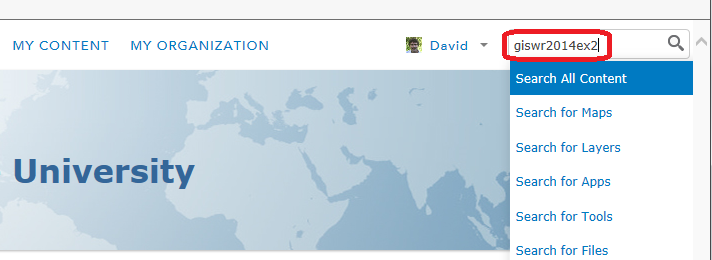 MY CONTENT MY ORGANIZATION David giswr2014ex2
Search All Content
Search for Maps
Search for Layers
University
Search for Apps
Search for Tools
Search for Files